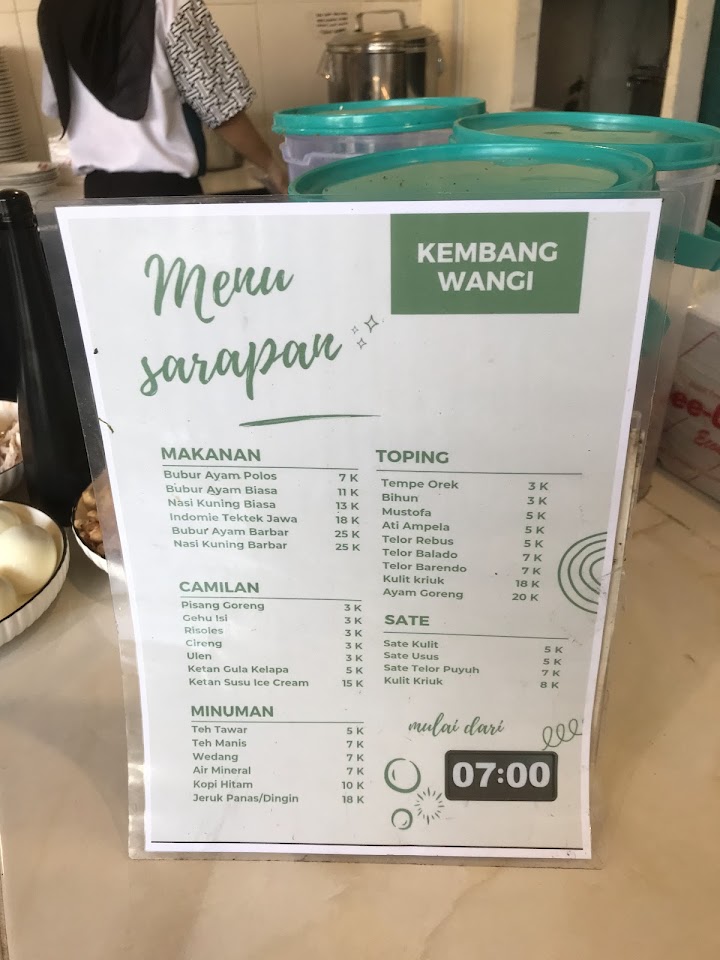 KEMBANG
WANGI
Menu
sarapan
MAKANAN
Bubur Ayam Polos 7 K
Bubur Ayam Biasa 11 K
Nasi Kuning Biasa 13 K
Indomie Tektek Jawa 18 K
Bubur Ayam Barbar 25 K
Nasi Kuning Barbar 25 K
CAMILAN
Pisang Goreng 3 K
Gehu Isi 3 K
Risoles 3 K
Cireng 3 K
Ulen 3 K
Ketan Gula Kelapa 5 K
Ketan Susu Ice Cream 15 K
MINUMAN
Teh Tawar 5 K
Teh Manis 7 K
Wedang 7 K
Air Mineral 7 K
Kopi Hitam 10 K
Jeruk Panas/Dingin 18 K
TOPING
Tempe Orek 3 K
Bihun 3 K
Mustofa 5 K
Ati Ampela 5 K
Telor Rebus 5 K
Telor Balado 7 K
Telor Barendo 7 K
Kulit kriuk 18 K
Ayam Goreng 20 K
SATE
Sate Kulit 5 K
Sate Usus 5 K
Sate Telor Puyuh 7 K
Kulit Kriuk 8 K
mulai dari
07:00